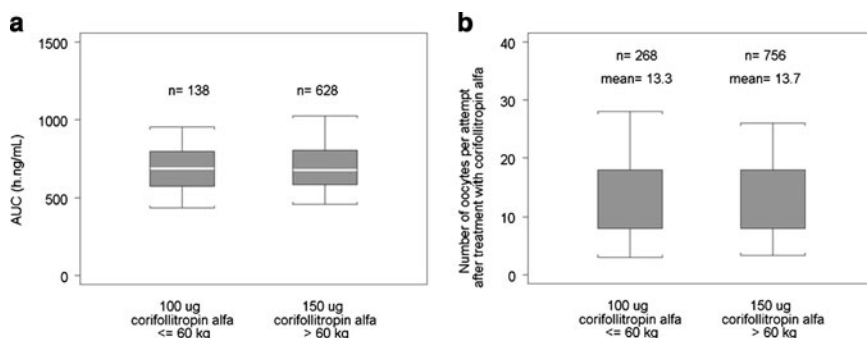 a
1500
1000
500
0
AUC (h.ng/mL)
n= 138
n= 628
100 ug
corifollitropin alfa
<= 60 kg
150 ug
corifollitropin alfa
> 60 kg
b
40
30
20
10
0
Number of oocytes per attempt
after treatment with corifollitropin alfa
n= 268
mean= 13.3
n= 756
mean= 13.7
100 ug
corifollitropin alfa
<= 60 kg
150 ug
corifollitropin alfa
> 60 kg